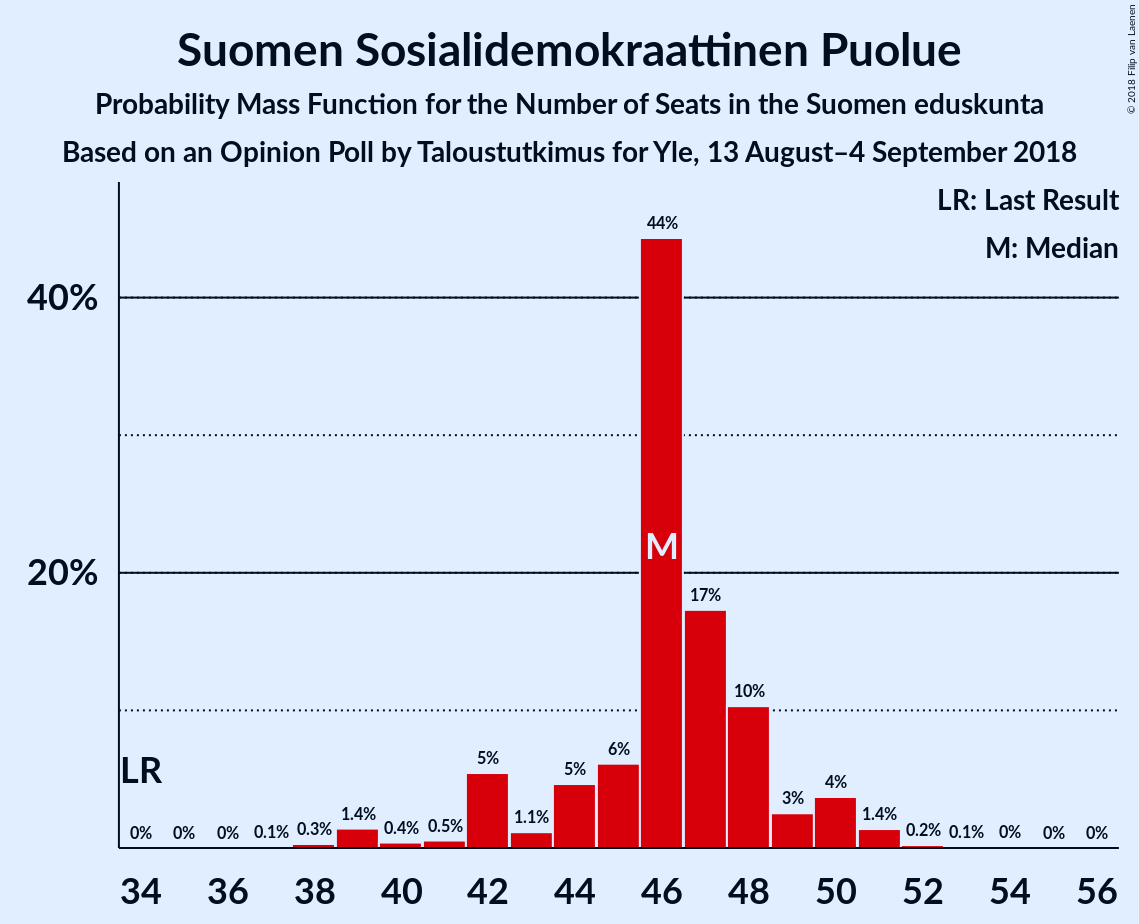 Suomen Sosialidemokraattinen Puolue
Probability Mass Function for the Number of Seats in the Suomen eduskunta
Based on an Opinion Poll by Taloustutkimus for Yle, 13 August–4 September 2018
© 2018 Filip van Laenen
LR: Last Result
M: Median
40%
20%
LR
M
0%
0%
0%
0.1%
0.3%
1.4%
0.4%
0.5%
5%
1.1%
5%
6%
44%
17%
10%
3%
4%
1.4%
0.2%
0.1%
0%
0%
0%
34 36 38 40 42 44 46 48 50 52 54 56